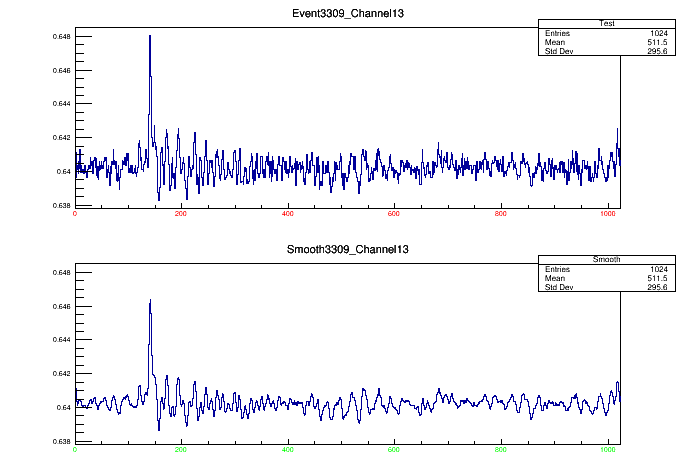 Event3309_Channel13
Test
Entries 1024
Mean 511.5
Std Dev 295.6
0.648
0.646
0.644
0.642
0.64
0.638
0 200 400 600 800 1000
Smooth3309_Channel13
Smooth
Entries 1024
Mean 511.5
Std Dev 295.6
0.648
0.646
0.644
0.642
0.64
0.638
0 200 400 600 800 1000